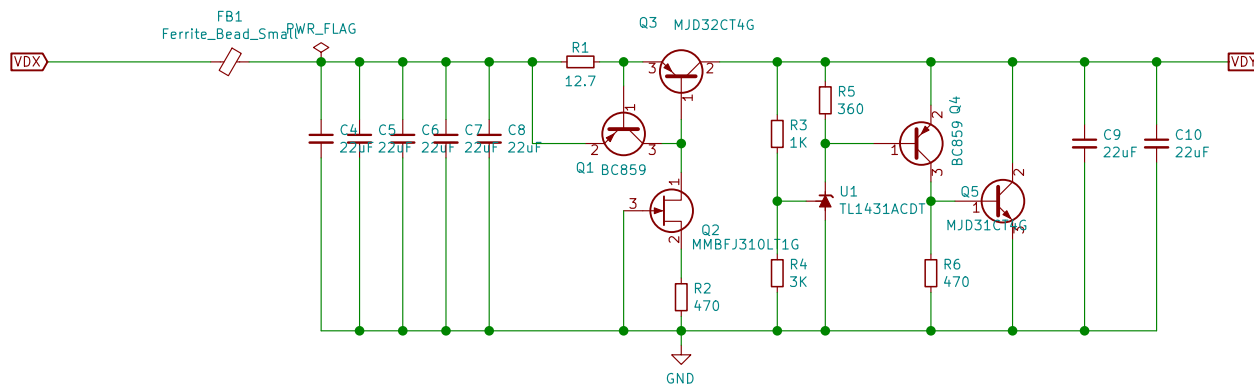 FB1
Ferrite_Bead_Small
PWR_FLAG
VDX
Q3
MJD32CT4G
R1
12.7
3
2
1
VDY
R5
360
Q4
BC859
2
1
3
C4
22uF
C5
22uF
C6
22uF
C7
22uF
C8
22uF
1
2
3
Q1
BC859
R3
1K
C9
22uF
C10
22uF
1
3
2
Q2
MMBFJ310LT1G
U1
TL1431ACDT
Q5
MJD31CT4G
2
1
3
R2
470
R4
3K
R6
470
GND